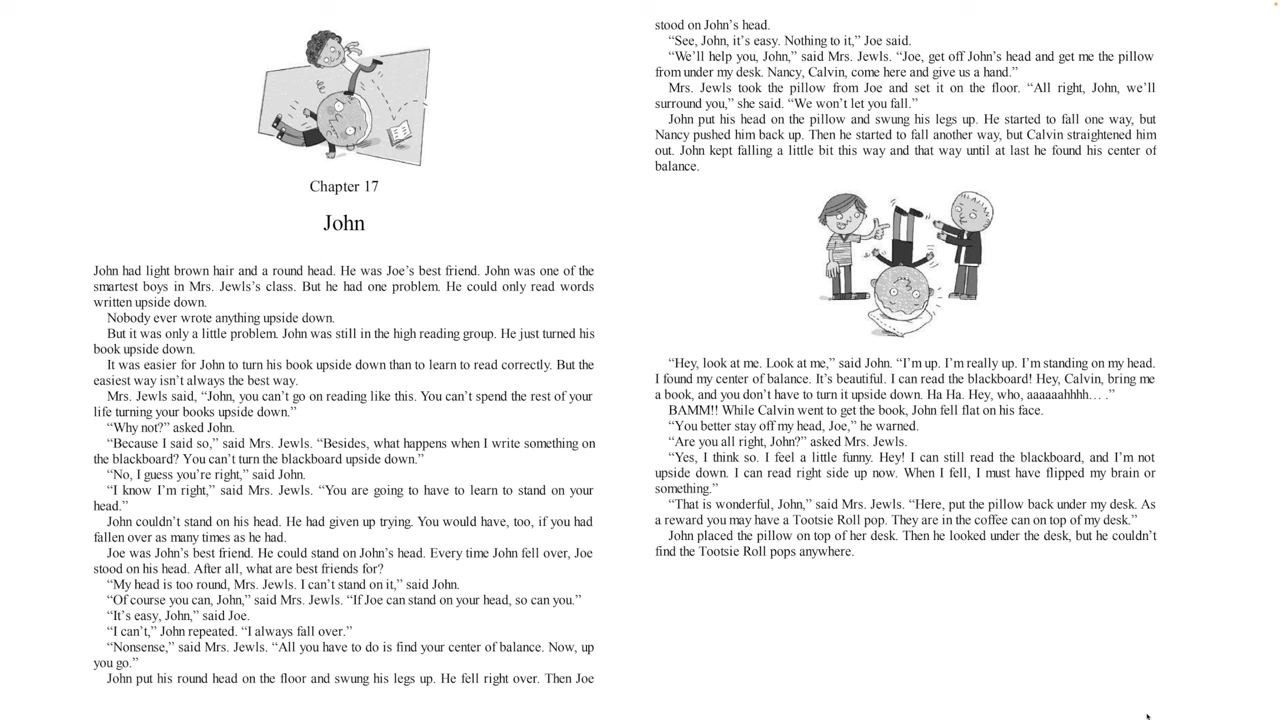 Chapter 17
John
John had light brown hair and a round head. He was Joe’s best friend. John was one of the
smartest boys in Mrs. Jewls’s class. But he had one problem. He could only read words
written upside down.
Nobody ever wrote anything upside down.
But it was only a little problem. John was still in the high reading group. He just turned his
book upside down.
It was easier for John to turn his book upside down than to learn to read correctly. But the
easiest way isn’t always the best way.
Mrs. Jewls said, “John, you can’t go on reading like this. You can’t spend the rest of your
life turning your books upside down.”
“Why not?” asked John.
“Because I said so,” said Mrs. Jewls. “Besides, what happens when I write something on
the blackboard? You can’t turn the blackboard upside down.”
“No, I guess you’re right,” said John.
“I know I’m right,” said Mrs. Jewls. “You are going to have to learn to stand on your
head.”
John couldn’t stand on his head. He had given up trying. You would have, too, if you had
fallen over as many times as he had.
Joe was John’s best friend. He could stand on John’s head. Every time John fell over, Joe
stood on his head. After all, what are best friends for?
“My head is too round, Mrs. Jewls. I can’t stand on it,” said John.
“Of course you can, John,” said Mrs. Jewls. “If Joe can stand on your head, so can you.”
“It’s easy, John,” said Joe.
“I can’t,” John repeated. “I always fall over.”
“Nonsense,” said Mrs. Jewls. “All you have to do is find your center of balance. Now, up
you go.”
John put his round head on the floor and swung his legs up. He fell right over. Then Joe
stood on John’s head.
“See, John, it’s easy. Nothing to it,” Joe said.
“We’ll help you, John,” said Mrs. Jewls. “Joe, get off John’s head and get me the pillow
from under my desk. Nancy, Calvin, come here and give us a hand.”
Mrs. Jewls took the pillow from Joe and set it on the floor. “All right, John, we’ll
surround you,” she said. “We won’t let you fall.”
John put his head on the pillow and swung his legs up. He started to fall one way, but
Nancy pushed him back up. Then he started to fall another way, but Calvin straightened him
out. John kept falling a little bit this way and that way until at last he found his center of
balance.
“Hey, look at me. Look at me,” said John. “I’m up. I’m really up. I’m standing on my head.
I found my center of balance. It’s beautiful. I can read the blackboard! Hey, Calvin, bring me
a book, and you don’t have to turn it upside down. Ha Ha. Hey, who, aaaaaahhhh… .”
BAMM!! While Calvin went to get the book, John fell flat on his face.
“You better stay off my head, Joe,” he warned.
“Are you all right, John?” asked Mrs. Jewls.
“Yes, I think so. I feel a little funny. Hey! I can still read the blackboard, and I’m not
upside down. I can read right side up now. When I fell, I must have flipped my brain or
something.”
“That is wonderful, John,” said Mrs. Jewls. “Here, put the pillow back under my desk. As
a reward you may have a Tootsie Roll pop. They are in the coffee can on top of my desk.”
John placed the pillow on top of her desk. Then he looked under the desk, but he couldn’t
find the Tootsie Roll pops anywhere.